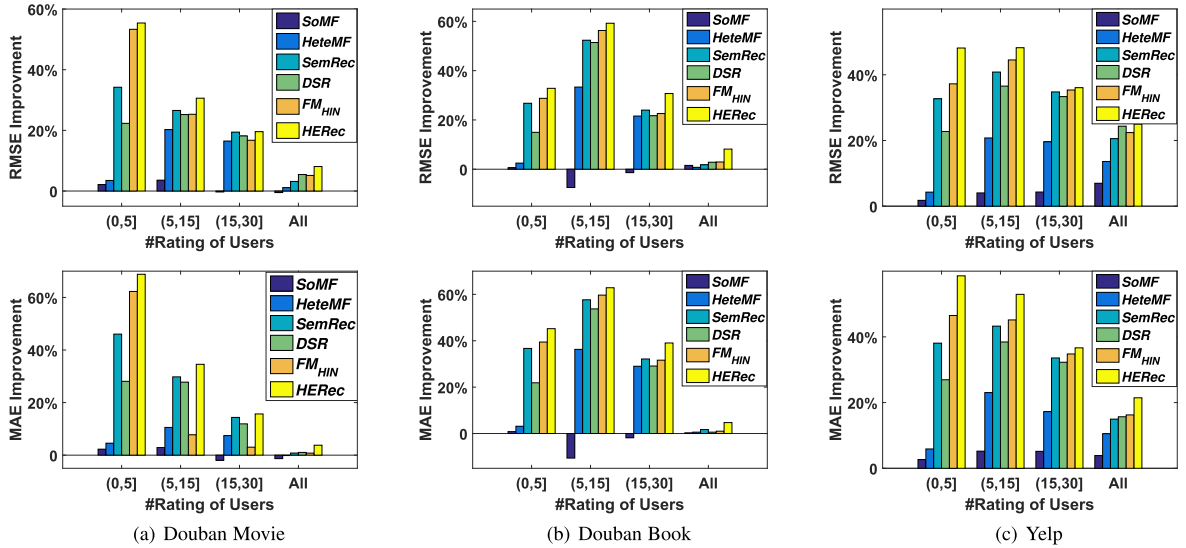 60%
40%
20%
0
RMSE Improvment
SoMF
HeteMF
SemRec
DSR
FM_HIN
HERec
(0,5] (5,15] (15,30] All
#Rating of Users
60%
40%
20%
0
RMSE Improvement
SoMF
HeteMF
SemRec
DSR
FM_HIN
HERec
(0,5] (5,15] (15,30] All
#Rating of Users
40%
20%
0
RMSE Improvement
SoMF
HeteMF
SemRec
DSR
FM_HIN
HERec
(0,5] (5,15] (15,30] All
#Rating of Users
60%
40%
20%
0
MAE Improvement
SoMF
HeteMF
SemRec
DSR
FM_HIN
HERec
(0,5] (5,15] (15,30] All
#Rating of Users
60%
40%
20%
0
MAE Improvement
SoMF
HeteMF
SemRec
DSR
FM_HIN
HERec
(0,5] (5,15] (15,30] All
#Rating of Users
40%
20%
0
MAE Improvement
SoMF
HeteMF
SemRec
DSR
FM_HIN
HERec
(0,5] (5,15] (15,30] All
#Rating of Users
(a) Douban Movie
(b) Douban Book
(c) Yelp